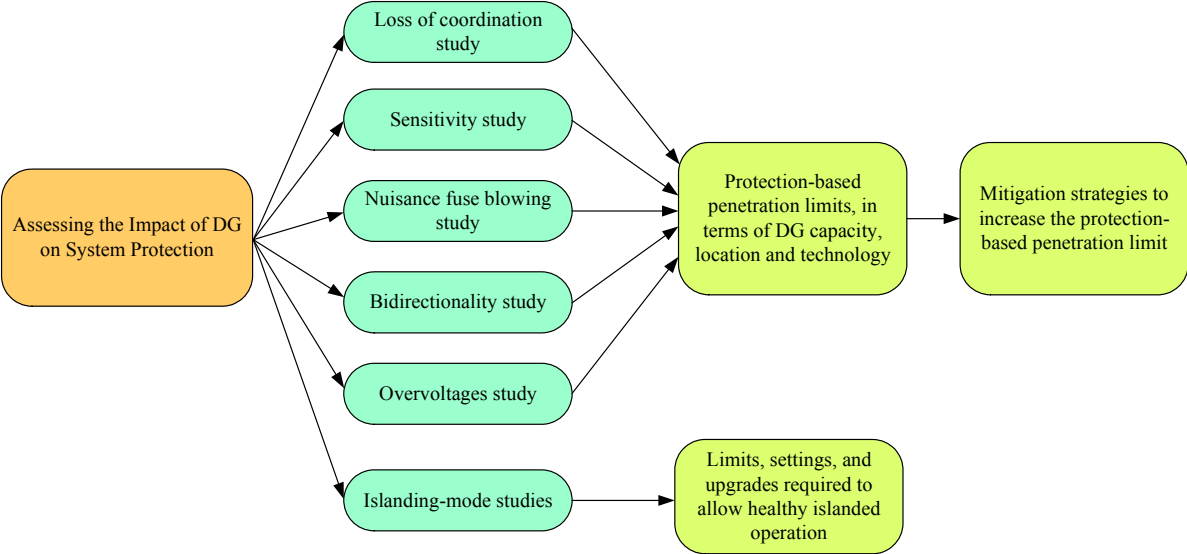 Assessing the Impact of DG
on System Protection
Loss of coordination
study
Sensitivity study
Nuisance fuse blowing
study
Bidirectionality study
Overvoltages study
Islanding-mode studies
Protection-based
penetration limits, in
terms of DG capacity,
location and technology
Mitigation strategies to
increase the protection-
based penetration limit
Limits, settings, and
upgrades required to
allow healthy islanded
operation